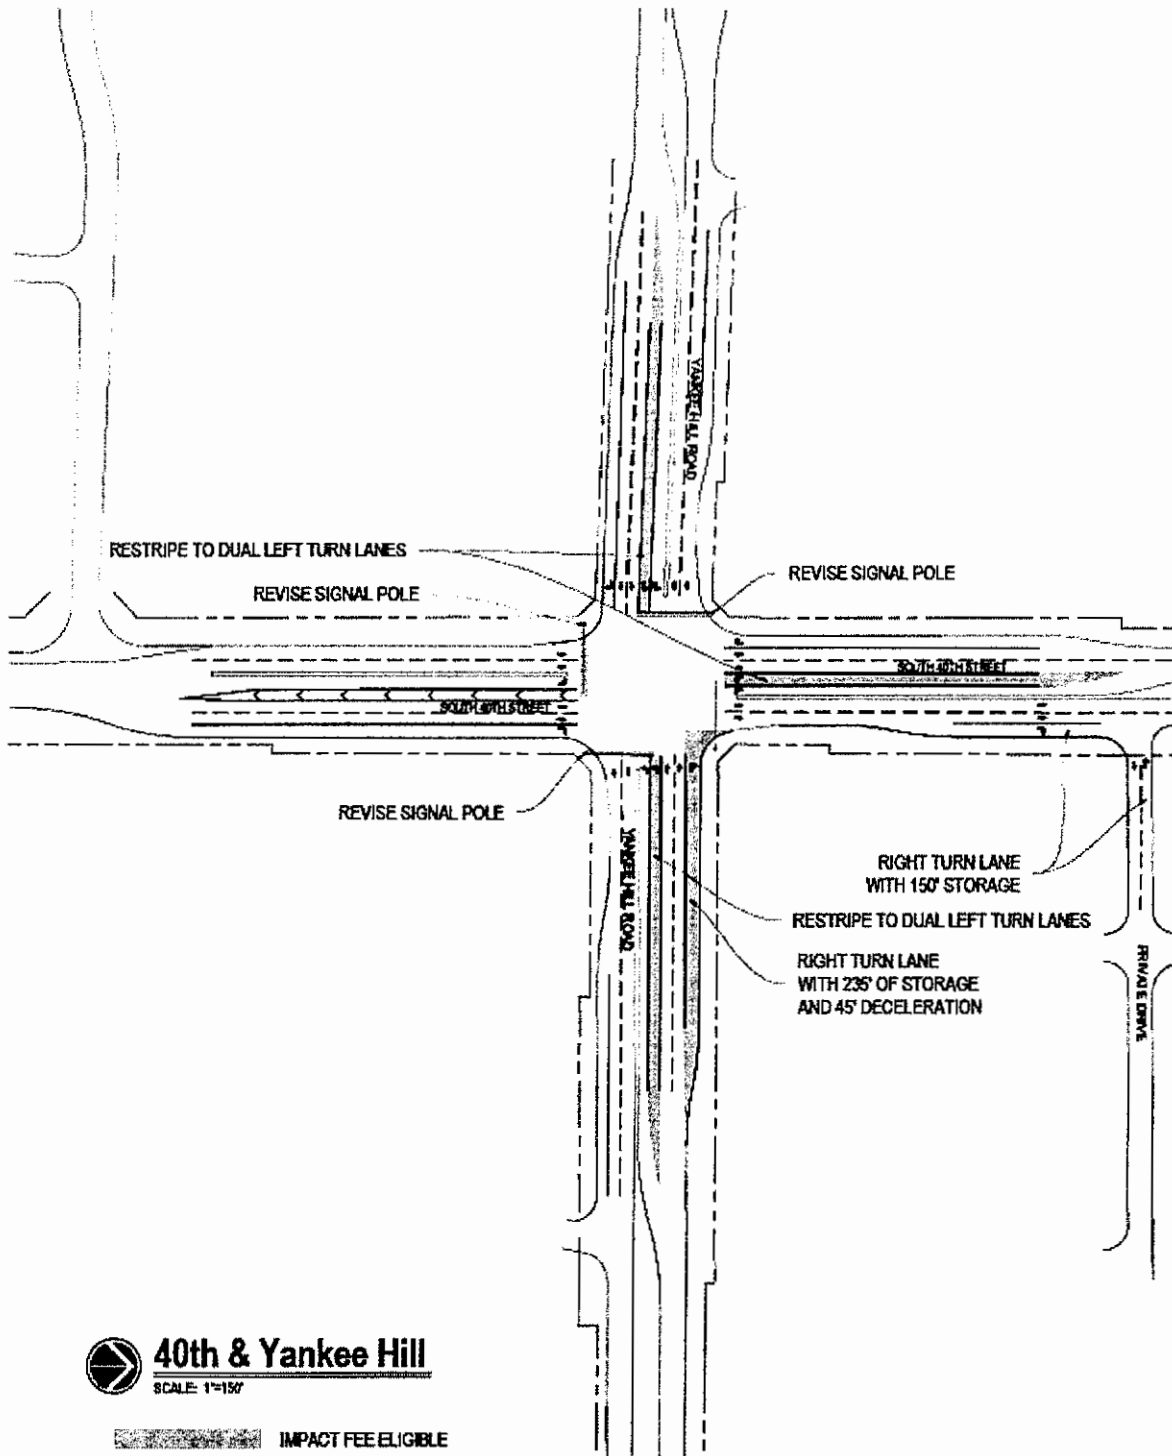 YANKEE HILL ROAD
RESTRIPE TO DUAL LEFT TURN LANES
REVISE SIGNAL POLE
REVISE SIGNAL POLE
SOUTH 40TH STREET
SOUTH 40TH STREET
REVISE SIGNAL POLE
YANKEE HILL ROAD
RIGHT TURN LANE
WITH 150' STORAGE
RESTRIPE TO DUAL LEFT TURN LANES
RIGHT TURN LANE
WITH 235' OF STORAGE
AND 45' DECELERATION
PRIVATE DRIVE
40th & Yankee Hill
SCALE: 1"=150'
IMPACT FEE ELIGIBLE